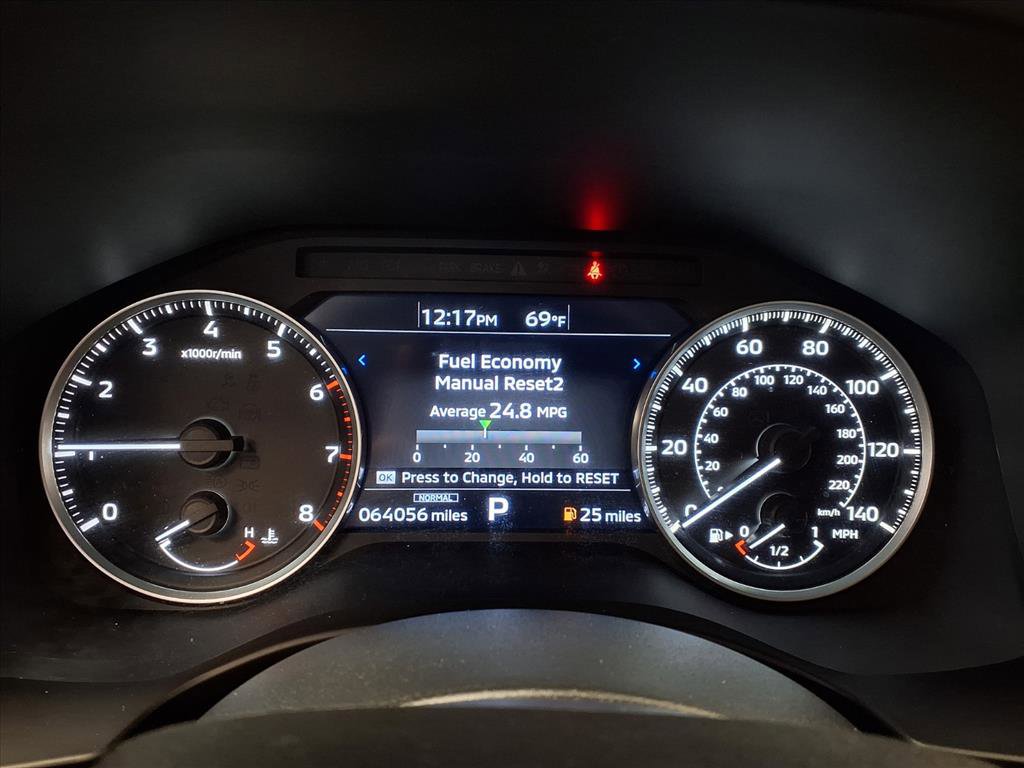 PARK BRAKE
12:17PM 69°F
Fuel Economy
Manual Reset2
Average 24.8 MPG
0 20 40 60
OK Press to Change, Hold to RESET
NORMAL
064056 miles P 25 miles
0 1 2 3 4 5 6 7 8
x1000r/min
H
0 20 40 60 80 100 120 140
20 40 60 80 100 120 140 160 180 200 220
km/h
MPH
0 1/2 1